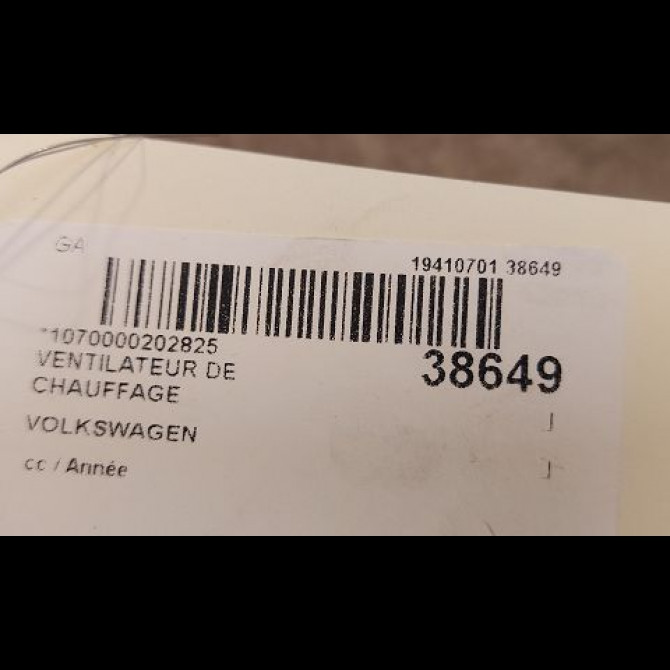 GA
19410701 38649
*1070000202825
38649
VENTILATEUR DE
CHAUFFAGE
VOLKSWAGEN
cc / Année